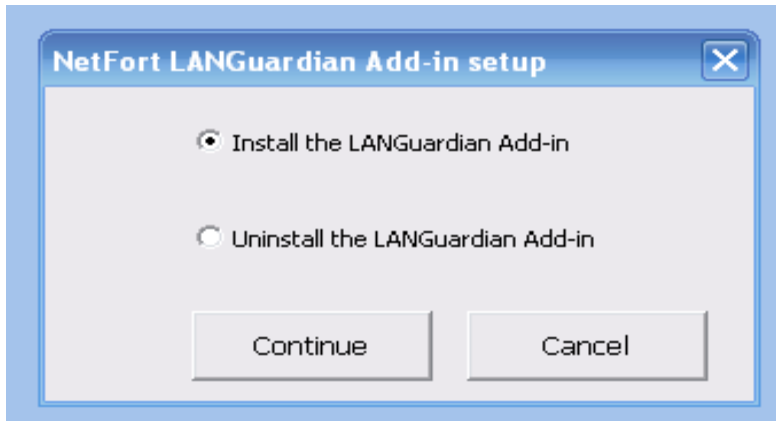 NetFort LANGuardian Add-in setup
Install the LANGuardian Add-in
Uninstall the LANGuardian Add-in
Continue Cancel